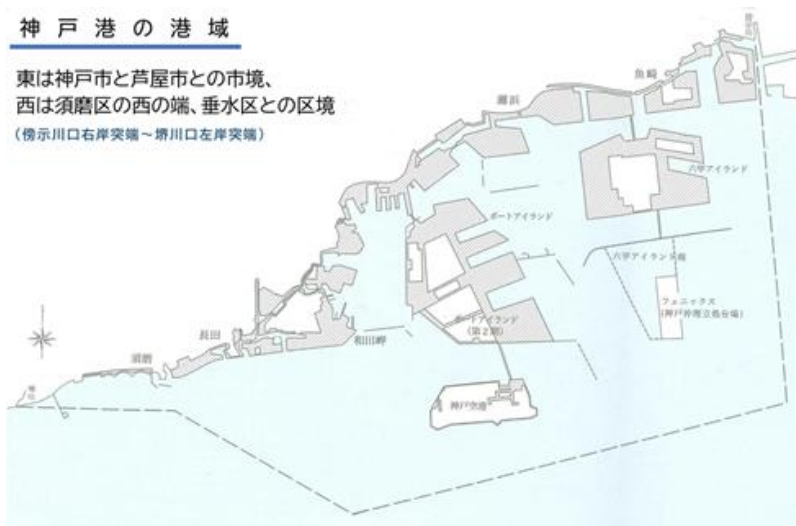 神戸港の港域
東は神戸市と芦屋市との市境、
西は須磨区の西の端、垂水区との区境
(傍示川口右岸突端～堺川口左岸突端)
魚崎
灘浜
六甲アイランド
ポートアイランド
六甲アイランド南
フェニックス
(神戸沖埋立処分場)
ポートアイランド
(第2期)
和田岬
長田
須磨
神戸空港